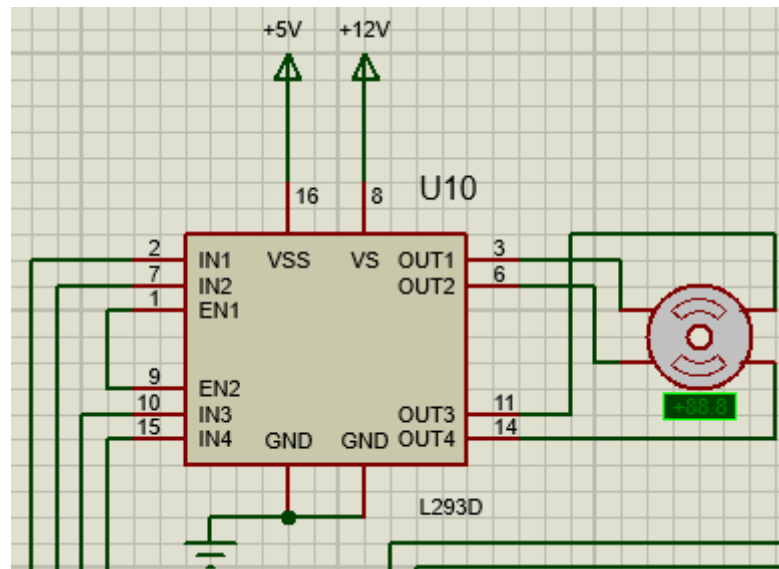 +5V +12V
16 8 U10
2 IN1 VSS VS OUT1 3
7 IN2 OUT2 6
1 EN1
9 EN2
10 IN3 OUT3 11
15 IN4 GND GND OUT4 14
+88.8
L293D